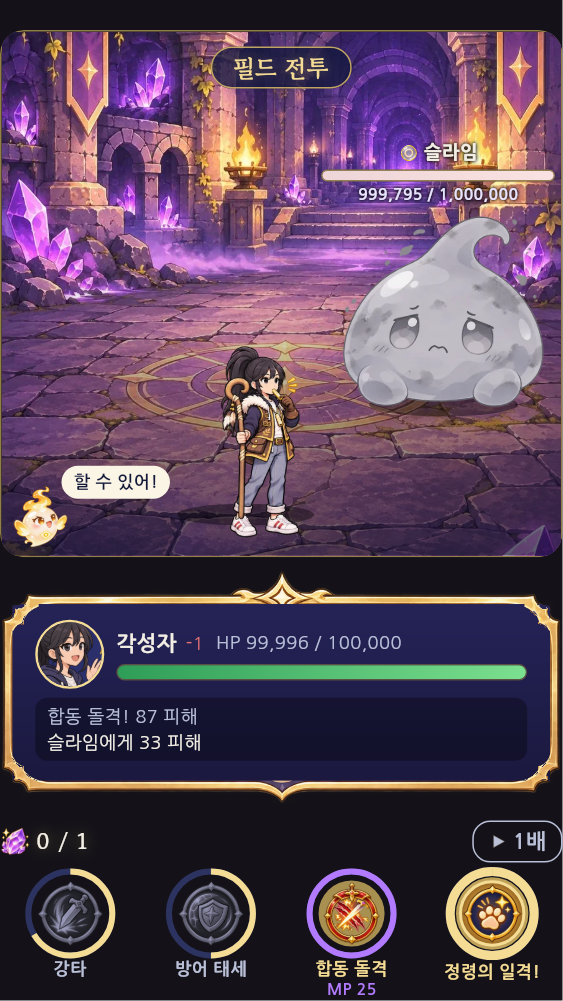 필드 전투
슬라임
999,795 / 1,000,000
할 수 있어!
각성자 -1 HP 99,996 / 100,000
합동 돌격! 87 피해
슬라임에게 33 피해
0 / 1
1배
강타
방어 태세
합동 돌격
MP 25
정령의 일격!